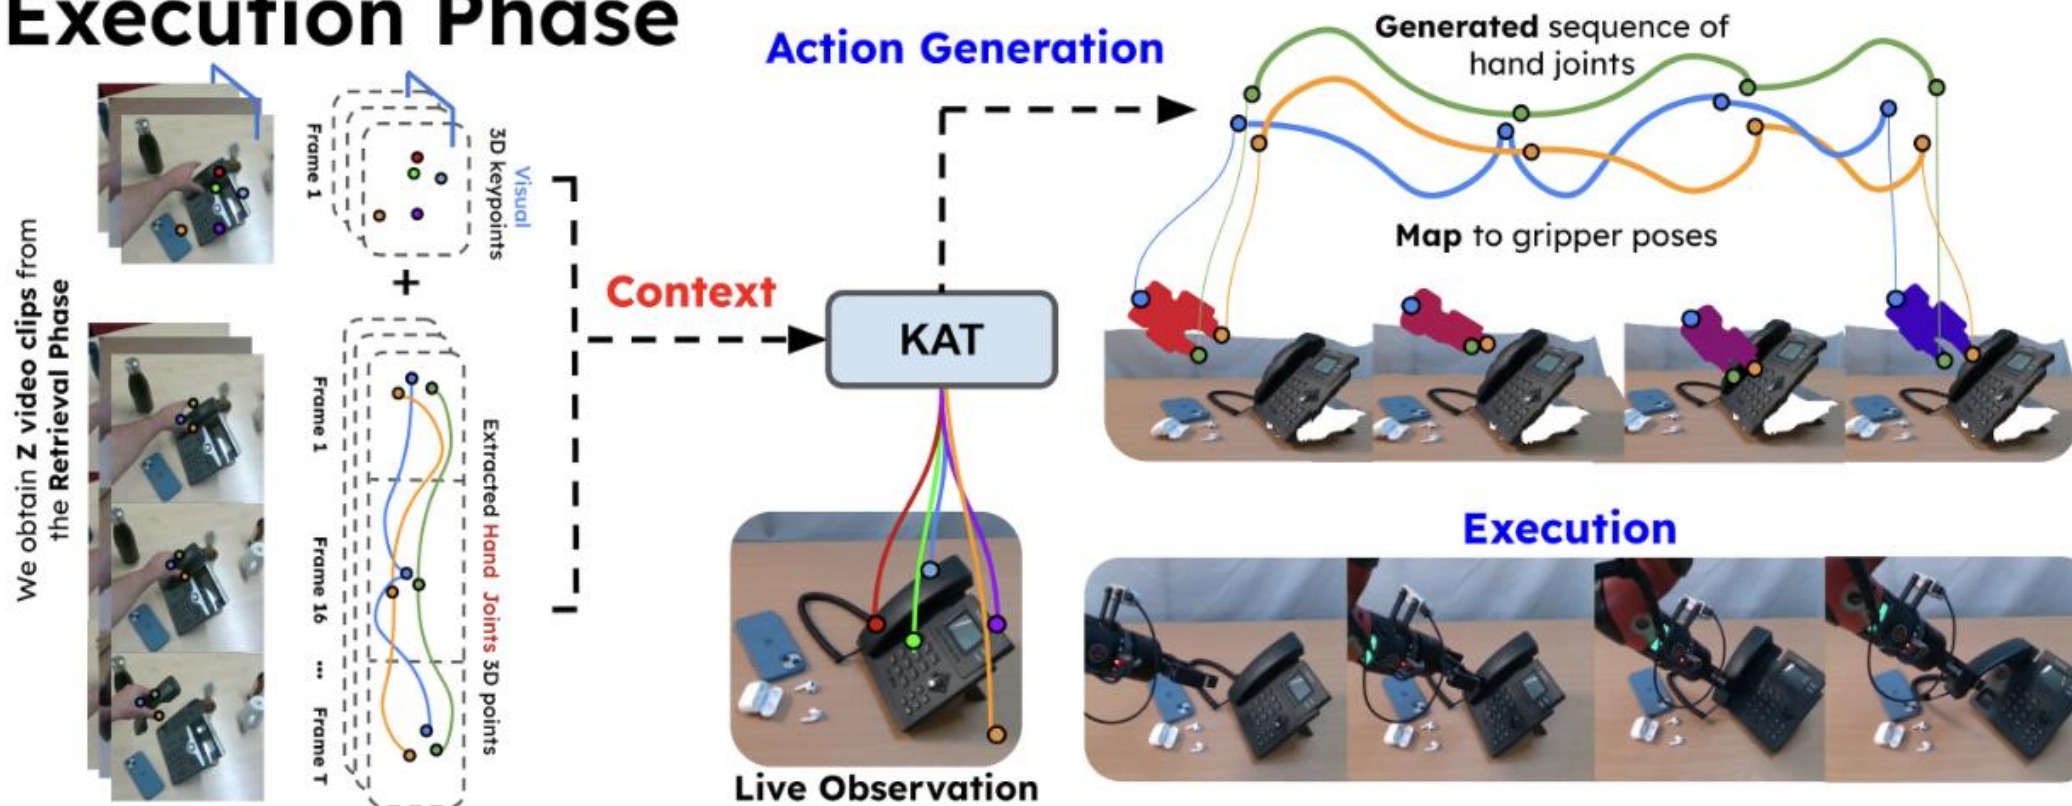 Execution Phase
We obtain Z video clips from
the Retrieval Phase
Frame 1
Visual
3D keypoints
+
Frame 1
Frame 16
...
Frame T
Extracted Hand Joints 3D points
Context
KAT
Live Observation
Action Generation
Generated sequence of
hand joints
Map to gripper poses
Execution